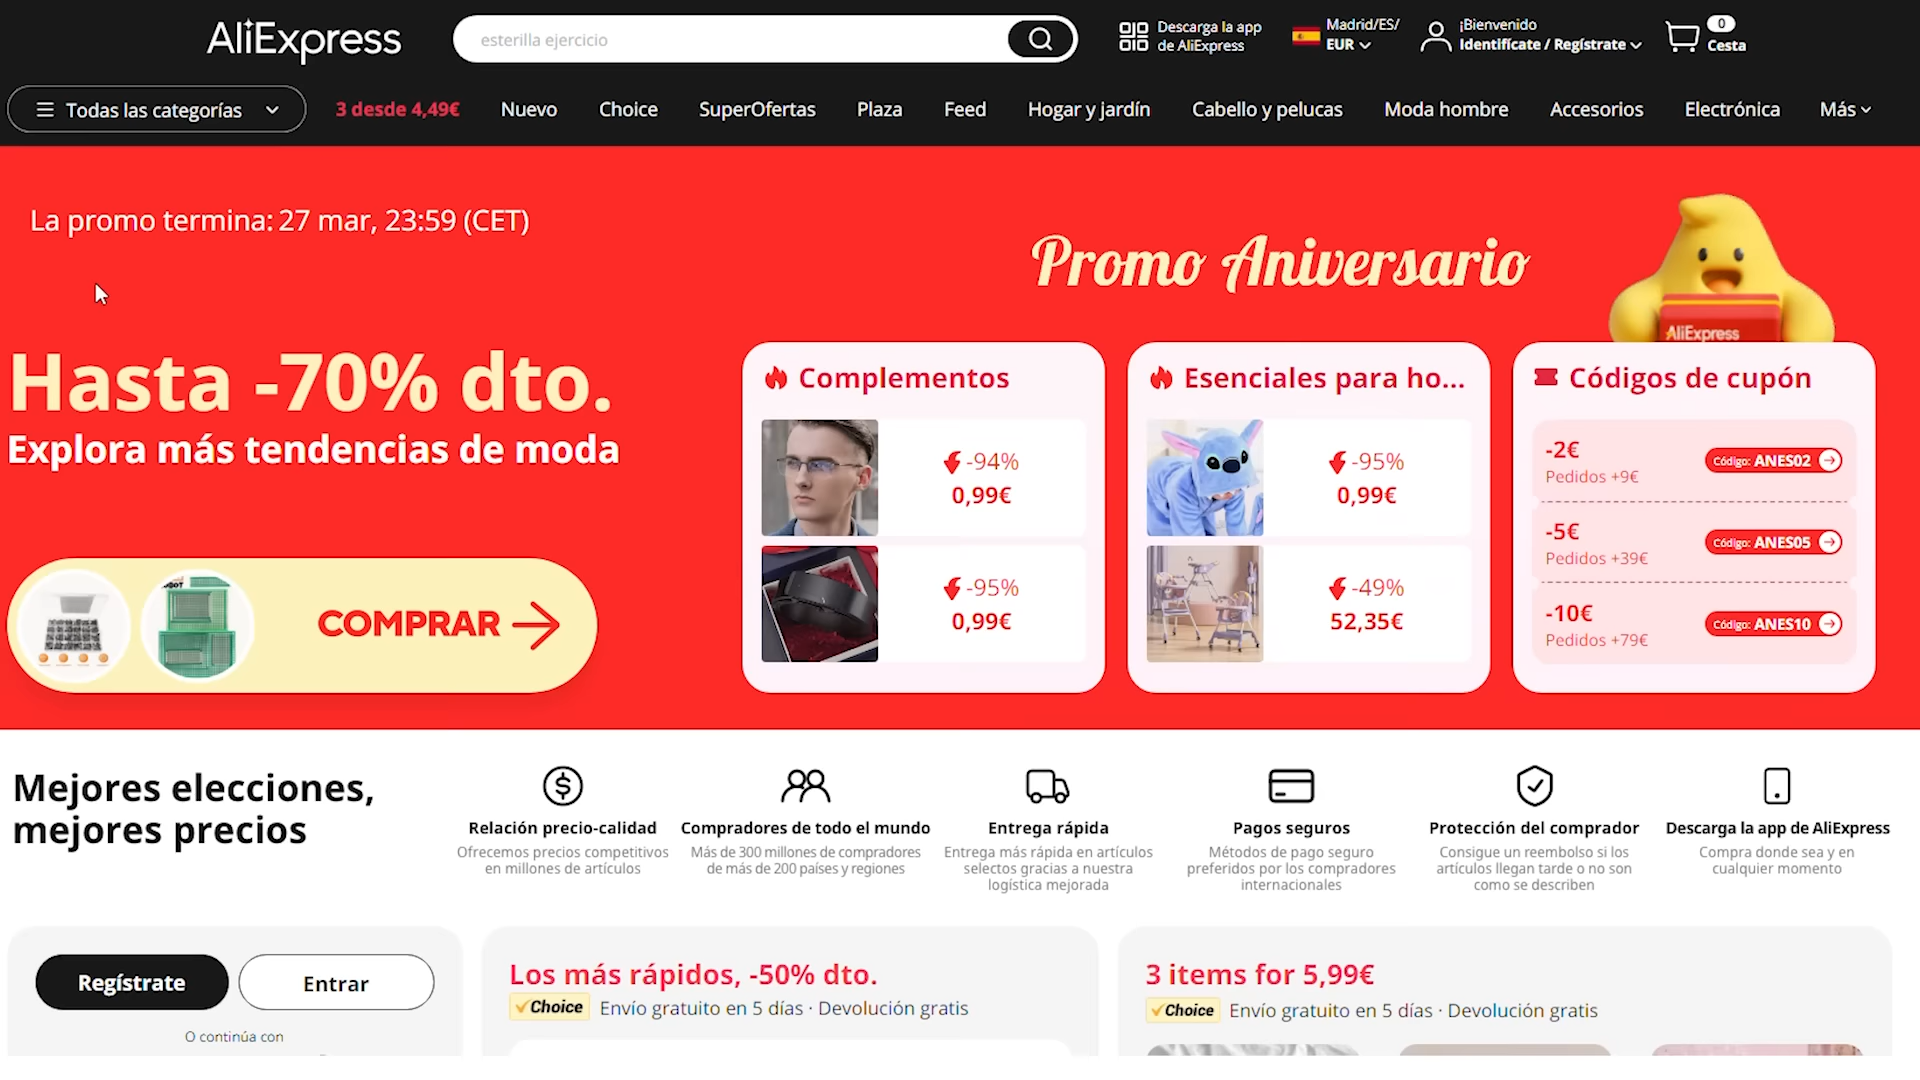 AliExpress
esterilla ejercicio
Descarga la app
de AliExpress
Madrid/ES/
EUR
¡Bienvenido
Identifícate / Regístrate
0
Cesta
Todas las categorías
3 desde 4,49€
Nuevo
Choice
SuperOfertas
Plaza
Feed
Hogar y jardín
Cabello y pelucas
Moda hombre
Accesorios
Electrónica
Más
La promo termina: 27 mar, 23:59 (CET)
Promo Aniversario
AliExpress
Hasta -70% dto.
Explora más tendencias de moda
COMPRAR
Complementos
-94%
0,99€
-95%
0,99€
Esenciales para ho...
-95%
0,99€
-49%
52,35€
Códigos de cupón
-2€
Pedidos +9€
Código: ANES02
-5€
Pedidos +39€
Código: ANES05
-10€
Pedidos +79€
Código: ANES10
Mejores elecciones,
mejores precios
Relación precio-calidad
Ofrecemos precios competitivos
en millones de artículos
Compradores de todo el mundo
Más de 300 millones de compradores
de más de 200 países y regiones
Entrega rápida
Entrega más rápida en artículos
selectos gracias a nuestra
logística mejorada
Pagos seguros
Métodos de pago seguro
preferidos por los compradores
internacionales
Protección del comprador
Consigue un reembolso si los
artículos llegan tarde o no son
como se describen
Descarga la app de AliExpress
Compra donde sea y en
cualquier momento
Regístrate
Entrar
O continúa con
Los más rápidos, -50% dto.
Choice
Envío gratuito en 5 días · Devolución gratis
3 items for 5,99€
Choice
Envío gratuito en 5 días · Devolución gratis